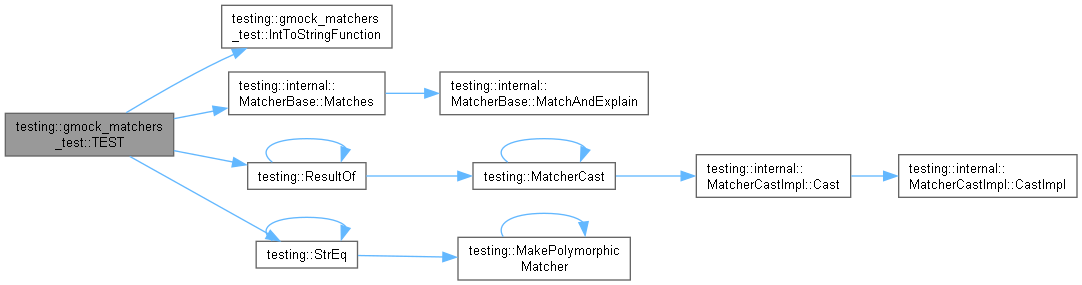 testing::gmock_matchers
_test::IntToStringFunction
testing::internal::
MatcherBase::Matches
testing::internal::
MatcherBase::MatchAndExplain
testing::gmock_matchers
_test::TEST
testing::ResultOf
testing::MatcherCast
testing::internal::
MatcherCastImpl::Cast
testing::internal::
MatcherCastImpl::CastImpl
testing::StrEq
testing::MakePolymorphic
Matcher